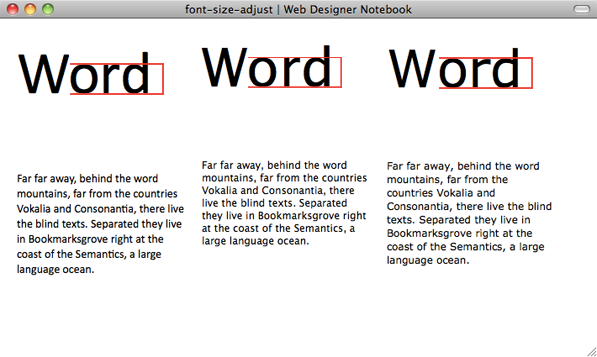 font-size-adjust | Web Designer Notebook
Word
Far far away, behind the word
mountains, far from the countries
Vokalia and Consonantia, there live
the blind texts. Separated they live
in Bookmarksgrove right at the
coast of the Semantics, a large
language ocean.
Word
Far far away, behind the word
mountains, far from the countries
Vokalia and Consonantia, there
live the blind texts. Separated
they live in Bookmarksgrove right
at the coast of the Semantics, a
large language ocean.
Word
Far far away, behind the word
mountains, far from the
countries Vokalia and
Consonantia, there live the blind
texts. Separated they live in
Bookmarksgrove right at the
coast of the Semantics, a large
language ocean.